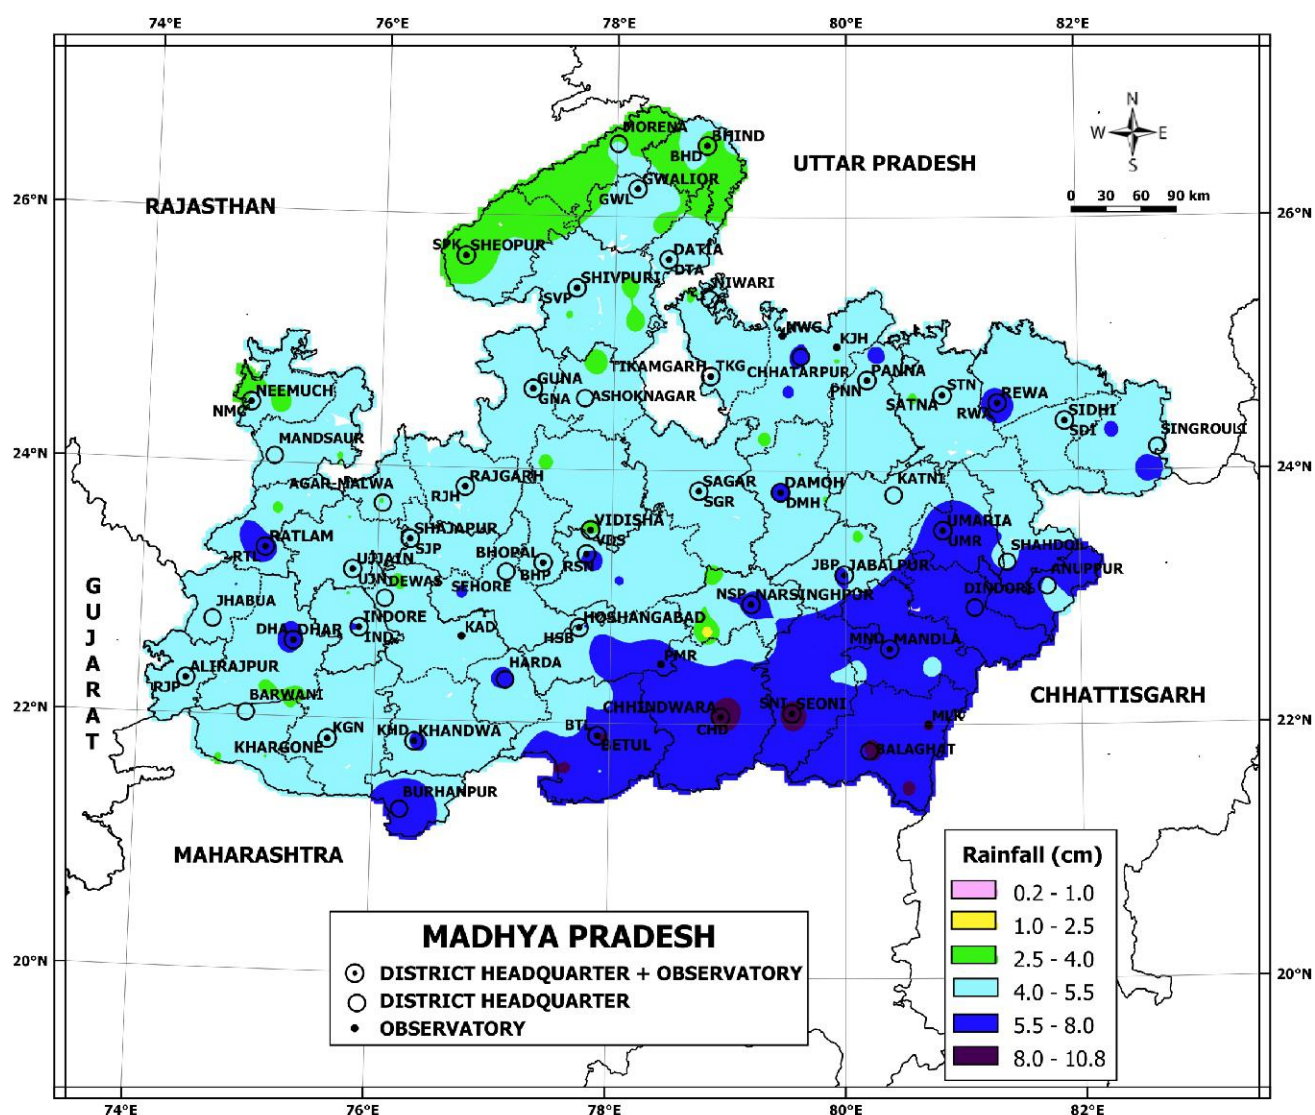 74°E 76°E 78°E 80°E 82°E
N
W E
S
0 30 60 90 km
UTTAR PRADESH
RAJASTHAN
26°N 26°N
MORENA
BHIND
BHD
GWALIOR
GWL
SPK SHEOPUR
DATIA
DTA
SHIVPURI
SVP
NIWARI
NWG
KJH
TIKAMGARH TKG
CHHATARPUR
PANNA
PNN
GUNA
GNA
ASHOKNAGAR
NEEMUCH
NMC
STN
SATNA
REWA
RWA
SIDHI
SDI
SINGROULI
MANDSAUR
24°N 24°N
AGAR-MALWA
RAJGARH
RJH
SAGAR
SGR
DAMOH
DMH
KATNI
RATLAM
RTL
SHAJAPUR
SJP
VIDISHA
VDS
UMARIA
UMR
SHAHDOL
ANUPPUR
UJJAIN
UJN
DEWAS
BHOPAL
BHP
SEHORE
RSN
JBP JABALPUR
DINDORI
NSP NARSINGHPUR
JHABUA
INDORE
IND
DHA DHAR
KAD
HOSHANGABAD
HSB
MND MANDLA
ALIRAJPUR
RJP
HARDA
PMR
BARWANI
22°N 22°N
CHHINDWARA
CHD
SNI SEONI
MLK
KGN
KHARGONE
KHD KHANDWA
BTL
BETUL
BALAGHAT
BURHANPUR
GUJARAT
CHHATTISGARH
MAHARASHTRA
MADHYA PRADESH
DISTRICT HEADQUARTER + OBSERVATORY
DISTRICT HEADQUARTER
OBSERVATORY
Rainfall (cm)
0.2 - 1.0
1.0 - 2.5
2.5 - 4.0
4.0 - 5.5
5.5 - 8.0
8.0 - 10.8
20°N 20°N
74°E 76°E 78°E 80°E 82°E